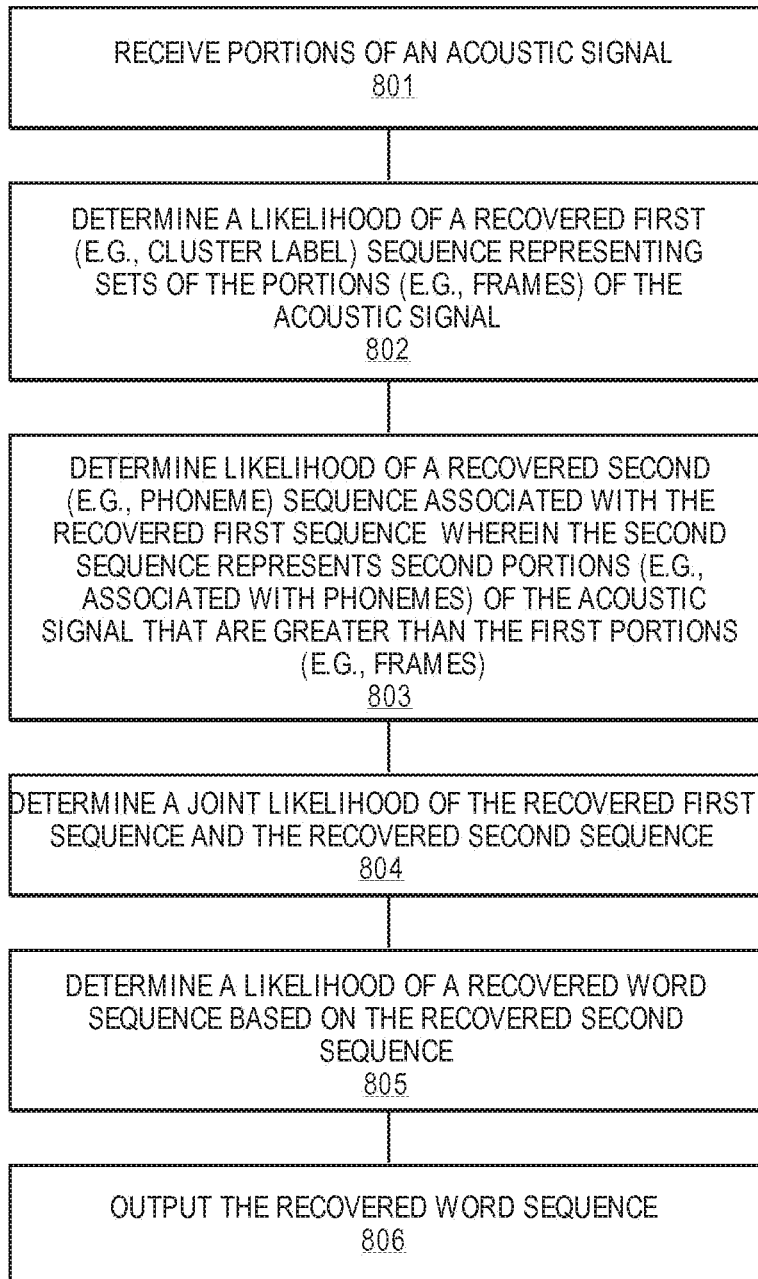 RECEIVE PORTIONS OF AN ACOUSTIC SIGNAL
801
DETERMINE A LIKELIHOOD OF A RECOVERED FIRST
(E.G., CLUSTER LABEL) SEQUENCE REPRESENTING
SETS OF THE PORTIONS (E.G., FRAMES) OF THE
ACOUSTIC SIGNAL
802
DETERMINE LIKELIHOOD OF A RECOVERED SECOND
(E.G., PHONEME) SEQUENCE ASSOCIATED WITH THE
RECOVERED FIRST SEQUENCE WHEREIN THE SECOND
SEQUENCE REPRESENTS SECOND PORTIONS (E.G.,
ASSOCIATED WITH PHONEMES) OF THE ACOUSTIC
SIGNAL THAT ARE GREATER THAN THE FIRST PORTIONS
(E.G., FRAMES)
803
DETERMINE A JOINT LIKELIHOOD OF THE RECOVERED FIRST
SEQUENCE AND THE RECOVERED SECOND SEQUENCE
804
DETERMINE A LIKELIHOOD OF A RECOVERED WORD
SEQUENCE BASED ON THE RECOVERED SECOND
SEQUENCE
805
OUTPUT THE RECOVERED WORD SEQUENCE
806